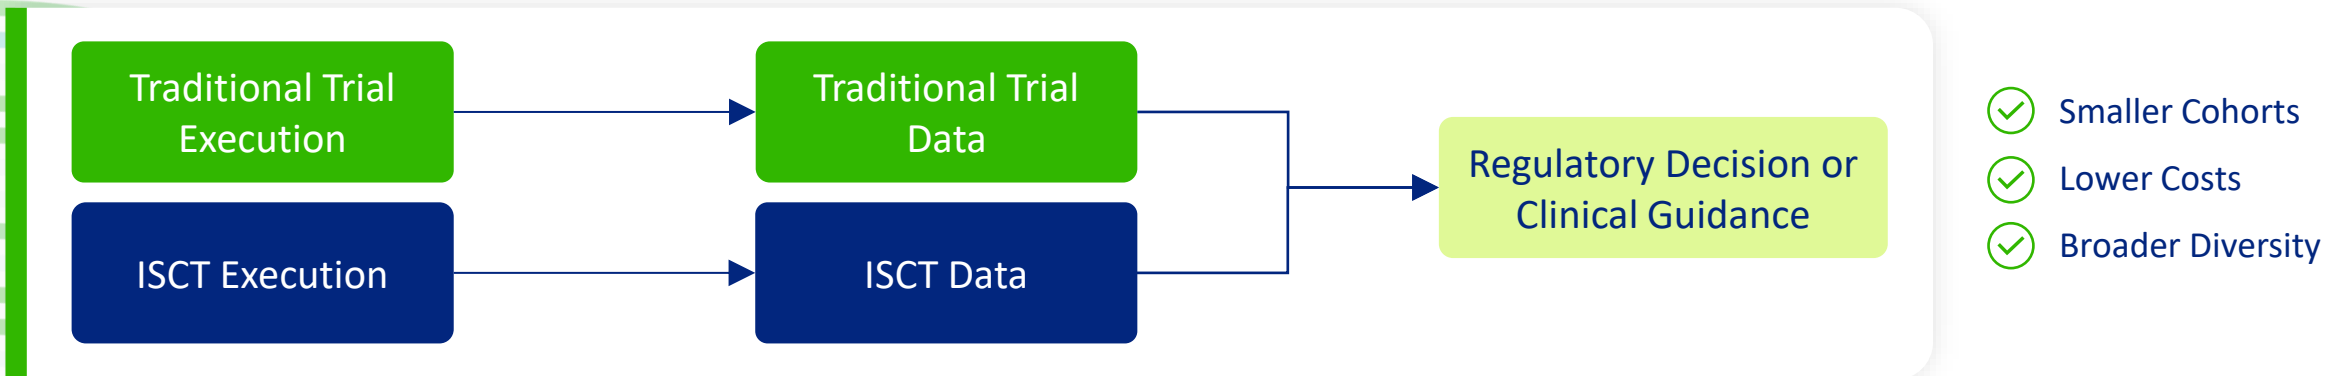 Traditional Trial
Execution
Traditional Trial
Data
ISCT Execution
ISCT Data
Regulatory Decision or
Clinical Guidance
Smaller Cohorts
Lower Costs
Broader Diversity